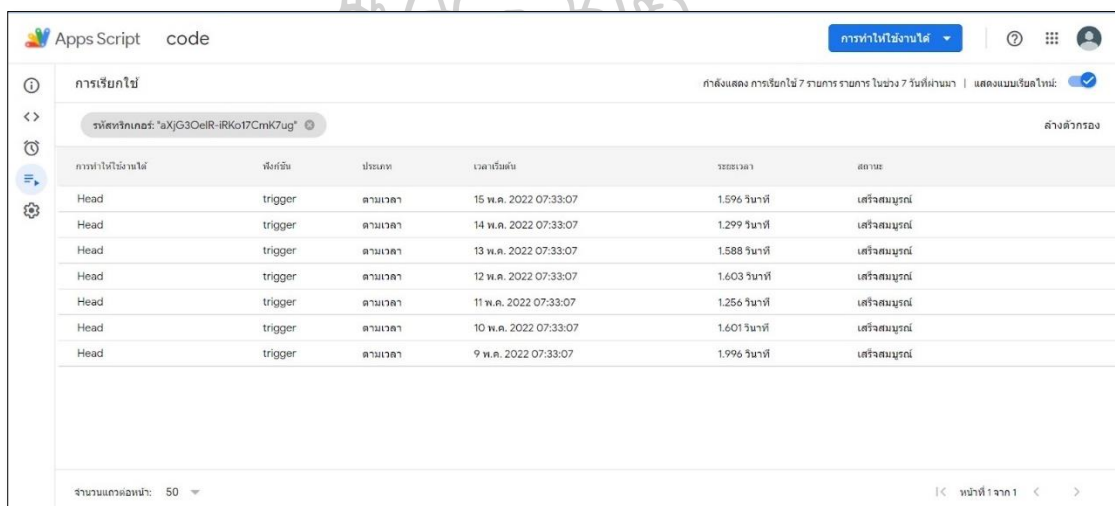 Apps Script code การทำให้ใช้งานได้
การเรียกใช้ กำลังแสดง การเรียกใช้ 7 รายการ รายการ ในช่วง 7 วันที่ผ่านมา | แสดงแบบเรียลไทม์:
รหัสทริกเกอร์: "aXjG3OelR-iRKo17CmK7ug" ล้างตัวกรอง
การทำให้ใช้งานได้ ฟังก์ชัน ประเภท เวลาเริ่มต้น ระยะเวลา สถานะ
Head trigger ตามเวลา 15 พ.ค. 2022 07:33:07 1.596 วินาที เสร็จสมบูรณ์
Head trigger ตามเวลา 14 พ.ค. 2022 07:33:07 1.299 วินาที เสร็จสมบูรณ์
Head trigger ตามเวลา 13 พ.ค. 2022 07:33:07 1.588 วินาที เสร็จสมบูรณ์
Head trigger ตามเวลา 12 พ.ค. 2022 07:33:07 1.603 วินาที เสร็จสมบูรณ์
Head trigger ตามเวลา 11 พ.ค. 2022 07:33:07 1.256 วินาที เสร็จสมบูรณ์
Head trigger ตามเวลา 10 พ.ค. 2022 07:33:07 1.601 วินาที เสร็จสมบูรณ์
Head trigger ตามเวลา 9 พ.ค. 2022 07:33:07 1.996 วินาที เสร็จสมบูรณ์
จำนวนแถวต่อหน้า: 50 หน้าที่ 1 จาก 1